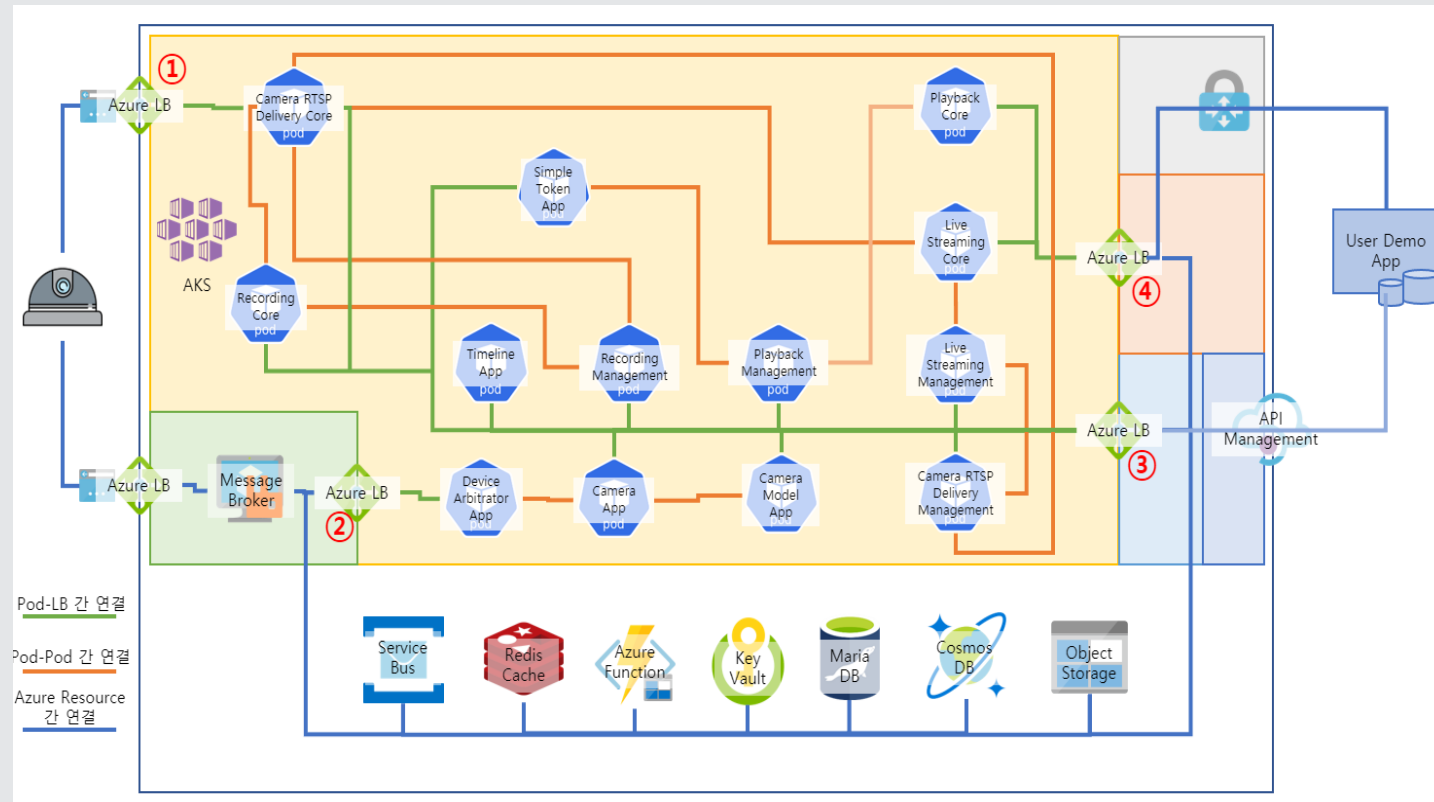 ①
Azure LB
Camera RTSP
Delivery Core
pod
Playback
Core
pod
Simple
Token
App
pod
Live
Streaming
Core
AKS
Azure LB
④
User Demo
App
Recording
Core
pod
Timeline
App
pod
Recording
Management
pod
Playback
Management
pod
Live
Streaming
Management
pod
Azure LB
③
API
Management
Azure LB
Message
Broker
Azure LB
②
Device
Arbitrator
App
pod
Camera
App
pod
Camera
Model
App
pod
Camera RTSP
Delivery
Management
pod
Pod-LB 간 연결
Pod-Pod 간 연결
Azure Resource
간 연결
Service
Bus
Redis
Cache
Azure
Function
Key
Vault
Maria
DB
Cosmos
DB
Object
Storage